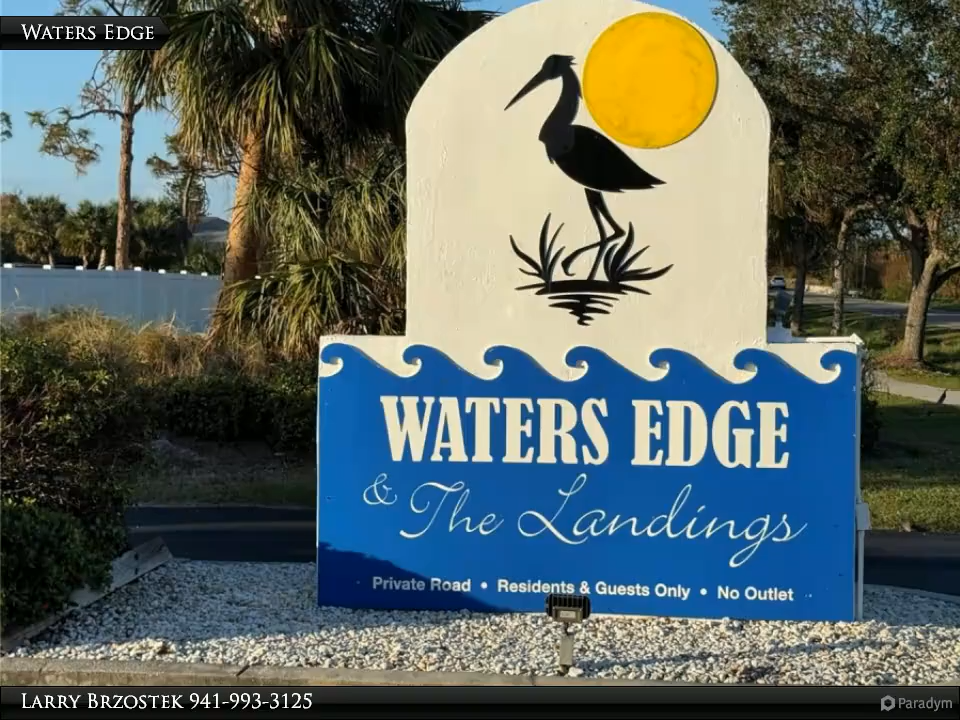 Waters Edge
WATERS EDGE
& The Landings
Private Road • Residents & Guests Only • No Outlet
Larry Brzostek 941-993-3125
Paradym